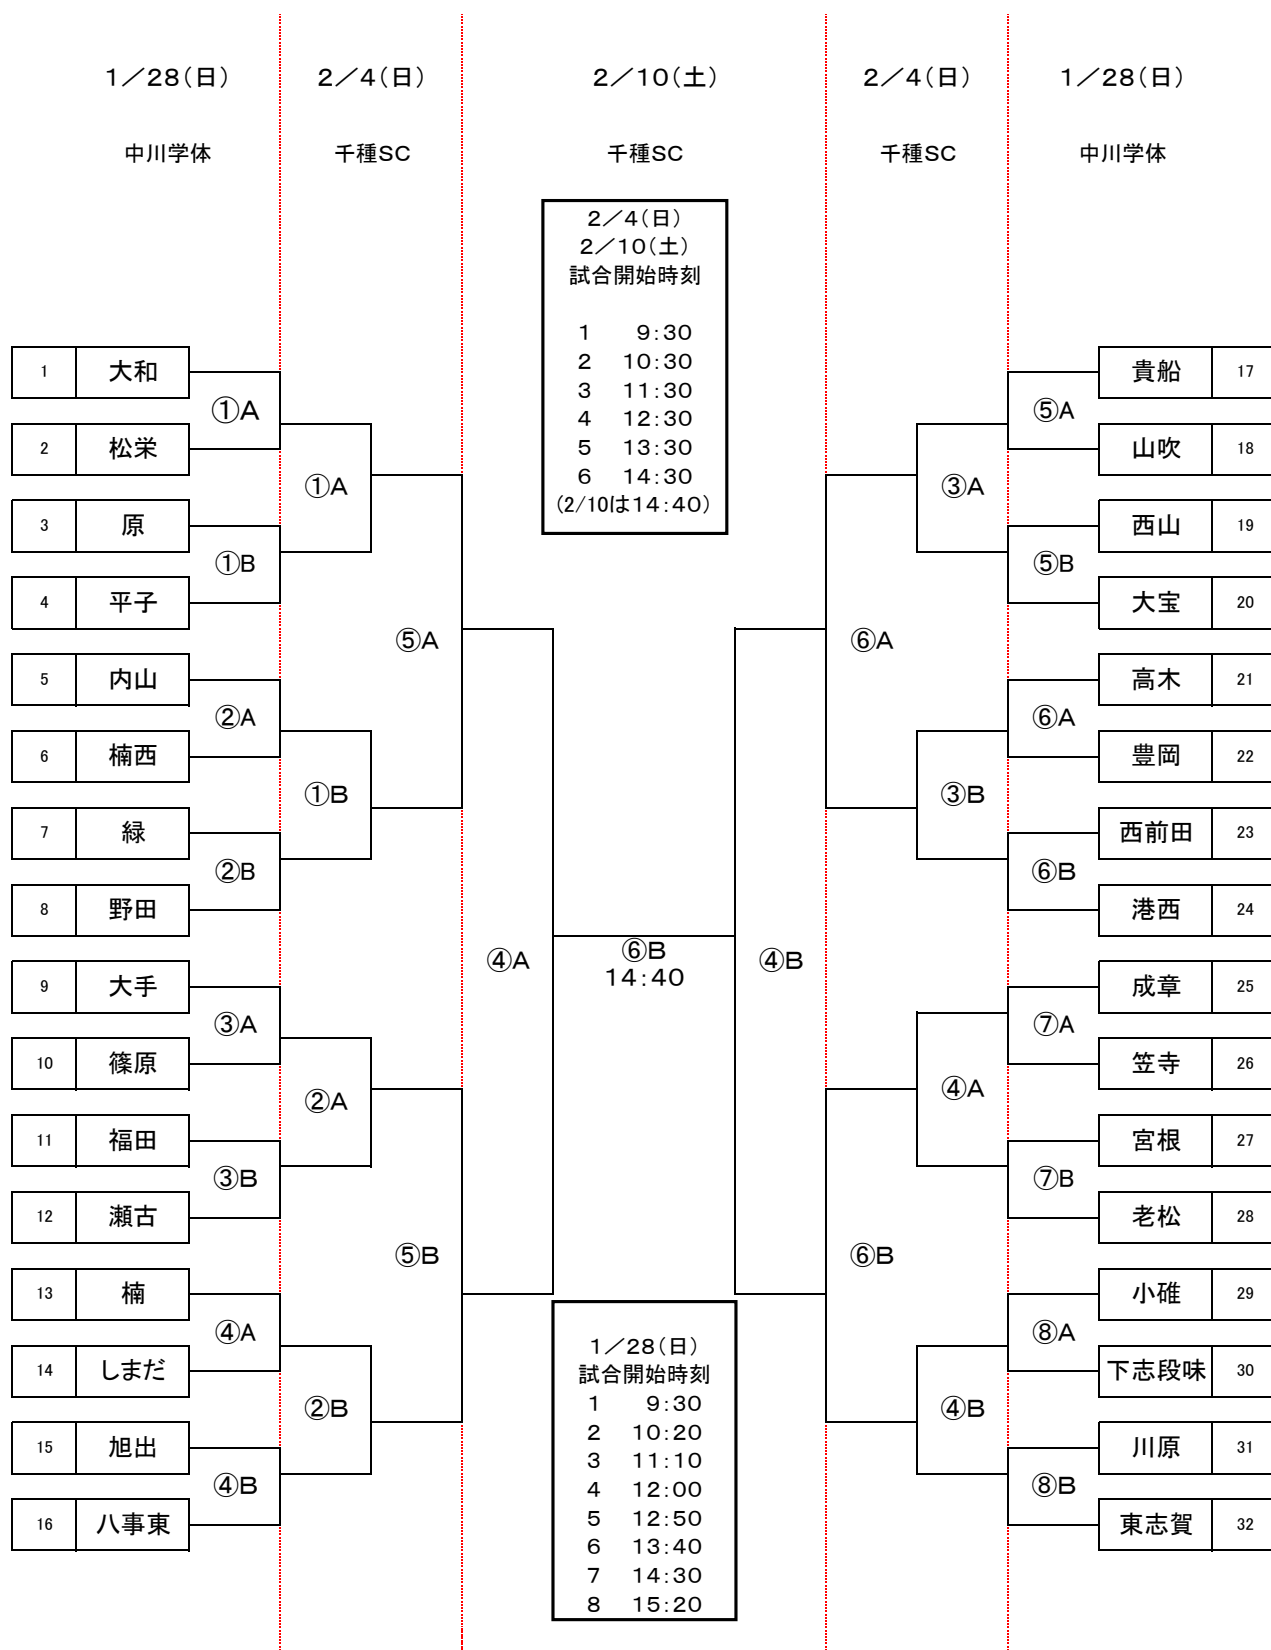 1／28（日）
2／4（日）
2／10（土）
2／4（日）
1／28（日）
中川学体
千種SC
千種SC
千種SC
中川学体
2／4（日）
2／10（土）
試合開始時刻
1 9：30
2 10：30
3 11：30
4 12：30
5 13：30
6 14：30
(2/10は14：40)
1 大和
①A
2 松栄
①A
3 原
①B
4 平子
⑤A
5 内山
②A
6 楠西
①B
7 緑
②B
8 野田
④A
9 大手
③A
10 篠原
②A
11 福田
③B
12 瀬古
⑤B
13 楠
④A
14 しまだ
②B
15 旭出
④B
16 八事東
⑥B
14：40
貴船 17
⑤A
山吹 18
③A
西山 19
⑤B
大宝 20
⑥A
高木 21
⑥A
豊岡 22
③B
西前田 23
⑥B
港西 24
④B
成章 25
⑦A
笠寺 26
④A
宮根 27
⑦B
老松 28
⑥B
小碓 29
⑧A
下志段味 30
④B
川原 31
⑧B
東志賀 32
1／28（日）
試合開始時刻
1 9：30
2 10：20
3 11：10
4 12：00
5 12：50
6 13：40
7 14：30
8 15：20